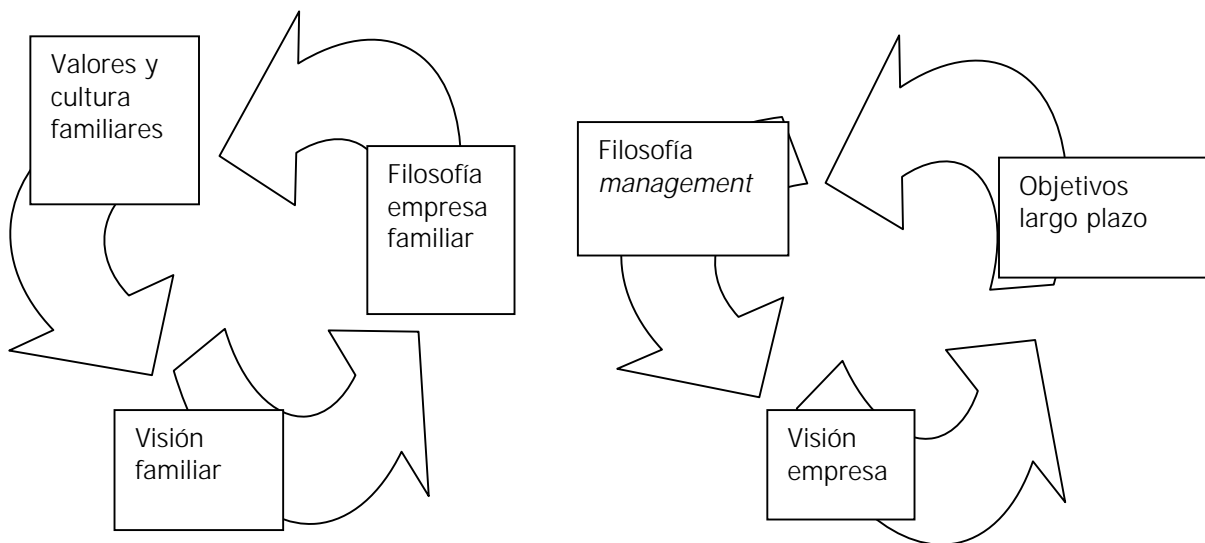 Valores y
cultura
familiares
Filosofía
empresa
familiar
Visión
familiar
Filosofía
management
Objetivos
largo plazo
Visión
empresa